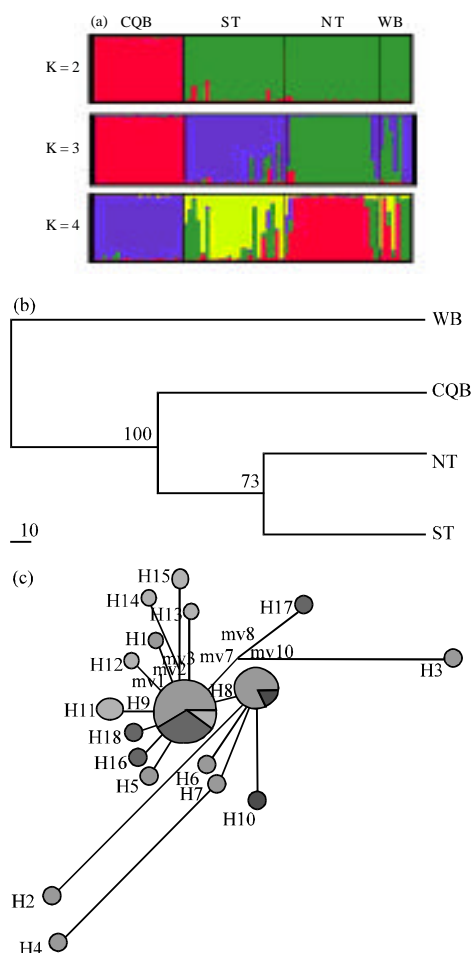 (a) CQB ST NT WB
K = 2
K = 3
K = 4
(b)
WB
CQB
100
NT
73
ST
10
(c)
H15
H14
H13
H17
H1
mv8
mv3
mv7
mv10
H12
mv2
H3
mv1
H8
H11
H9
H18
H16
H5
H6
H7
H10
H2
H4